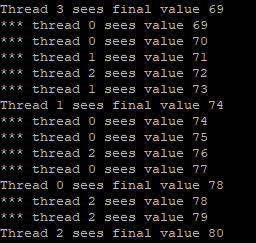 Thread 3 sees final value 69
*** thread 0 sees value 69
*** thread 0 sees value 70
*** thread 1 sees value 71
*** thread 2 sees value 72
*** thread 1 sees value 73
Thread 1 sees final value 74
*** thread 0 sees value 74
*** thread 0 sees value 75
*** thread 2 sees value 76
*** thread 0 sees value 77
Thread 0 sees final value 78
*** thread 2 sees value 78
*** thread 2 sees value 79
Thread 2 sees final value 80